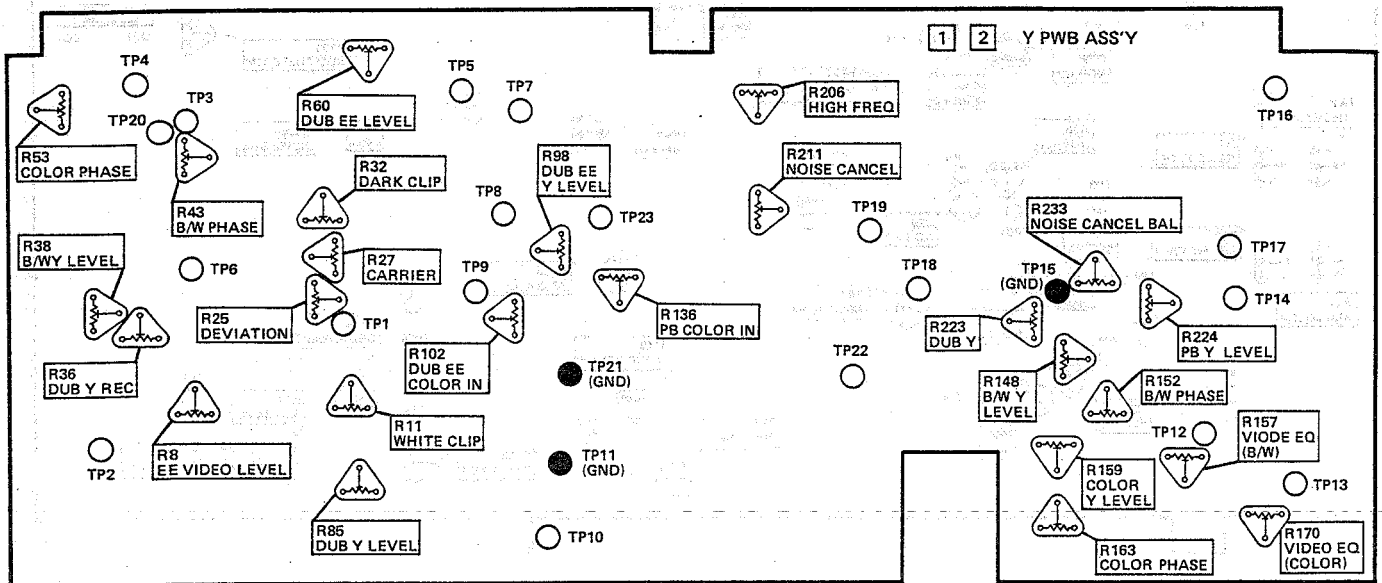 1 2 Y PWB ASS'Y
TP4
TP5
TP7
TP3
TP20
R60
DUB EE LEVEL
R206
HIGH FREQ
TP16
R53
COLOR PHASE
R32
DARK CLIP
R98
DUB EE
Y LEVEL
R211
NOISE CANCEL
R43
B/W PHASE
TP8
TP23
TP19
R233
NOISE CANCEL BAL
R38
B/WY LEVEL
TP6
R27
CARRIER
TP9
TP18
TP15
(GND)
TP17
TP14
R25
DEVIATION
TP1
R136
PB COLOR IN
R223
DUB Y
R224
PB Y LEVEL
R36
DUB Y REC
R102
DUB EE
COLOR IN
TP21
(GND)
TP22
R148
B/W Y
LEVEL
R152
B/W PHASE
TP2
R8
EE VIDEO LEVEL
R11
WHITE CLIP
TP11
(GND)
TP12
R157
VIODE EQ
(B/W)
R159
COLOR
Y LEVEL
TP13
R85
DUB Y LEVEL
TP10
R163
COLOR PHASE
R170
VIDEO EQ
(COLOR)